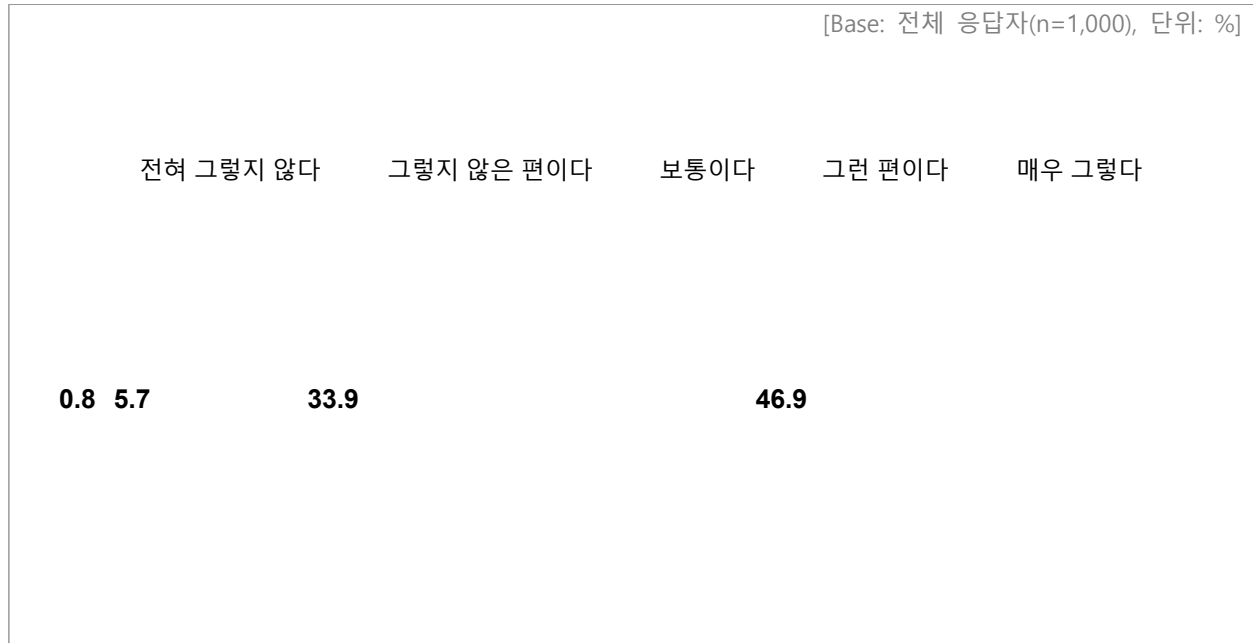 [Base: 전체 응답자(n=1,000), 단위: %]
전혀 그렇지 않다 그렇지 않은 편이다 보통이다 그런 편이다 매우 그렇다
0.8 5.7 33.9 46.9